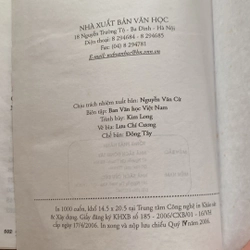 NHÀ XUẤT BẢN VĂN HỌC
18 Nguyễn Trường Tộ - Ba Đình - Hà Nội
Điện thoại: 8 294684 - 8 294685
Fax: (04) 8 294781
Chịu trách nhiệm xuất bản: Nguyễn Văn Cừ
Biên tập: Ban Văn học Việt Nam
Trình bày: Kim Long
Vẽ bìa: Lưu Chí Cương
Chế bản: Đông Tây
In 1000 cuốn, khổ 14.5 x 20.5 tại Trung tâm Công nghệ in Khảo sát
& Xây dựng. Giấy đăng ký KHXB số 185 - 2006/CXB/01 - 16/VH
cấp ngày 17/4/2006. In xong và nộp lưu chiểu Quý IV năm 2006.